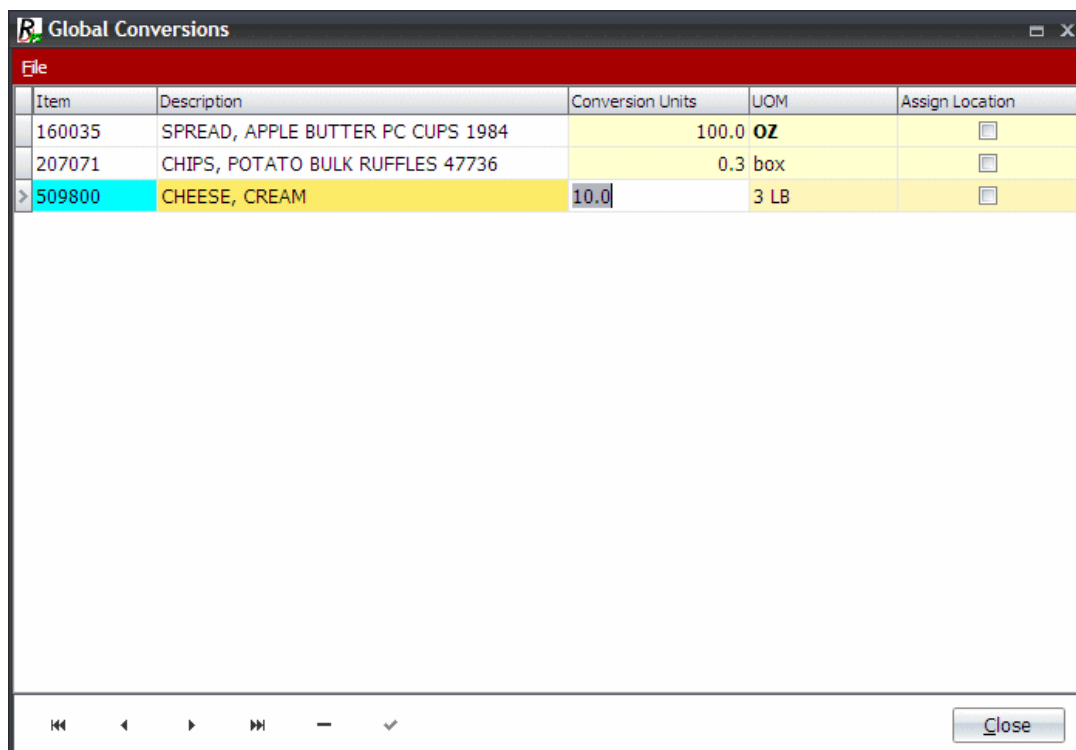 Global Conversions
File
Item Description Conversion Units UOM Assign Location
160035 SPREAD, APPLE BUTTER PC CUPS 1984 100.0 OZ
207071 CHIPS, POTATO BULK RUFFLES 47736 0.3 box
509800 CHEESE, CREAM 10.0 3 LB
Close